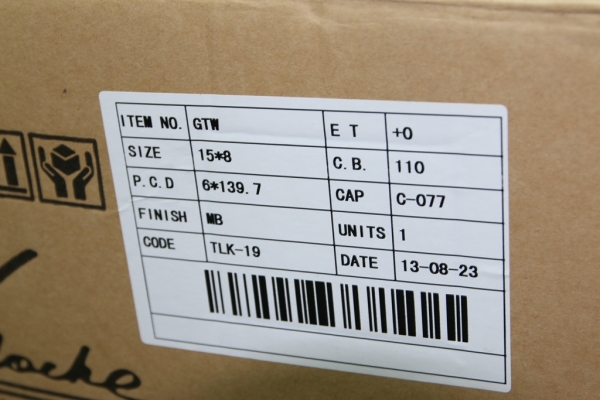 ITEM NO. GTW E T +0
SIZE 15*8 C.B. 110
P.C.D 6*139.7 CAP C-077
FINISH MB UNITS 1
CODE TLK-19 DATE 13-08-23